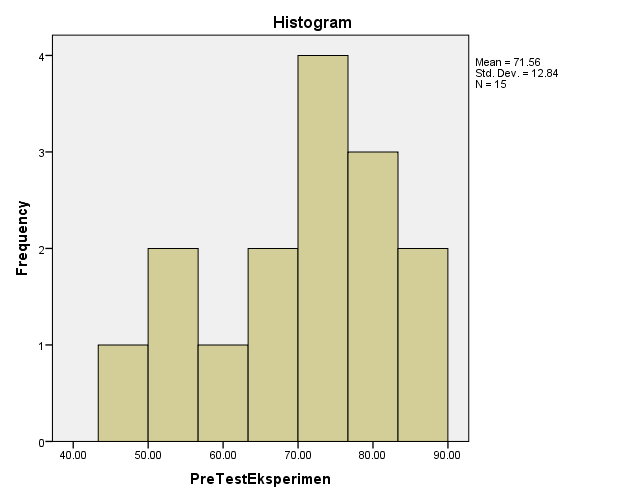 Histogram
Mean = 71.56
Std. Dev. = 12.84
N = 15
Frequency
4
3
2
1
0
40.00 50.00 60.00 70.00 80.00 90.00
PreTestEksperimen